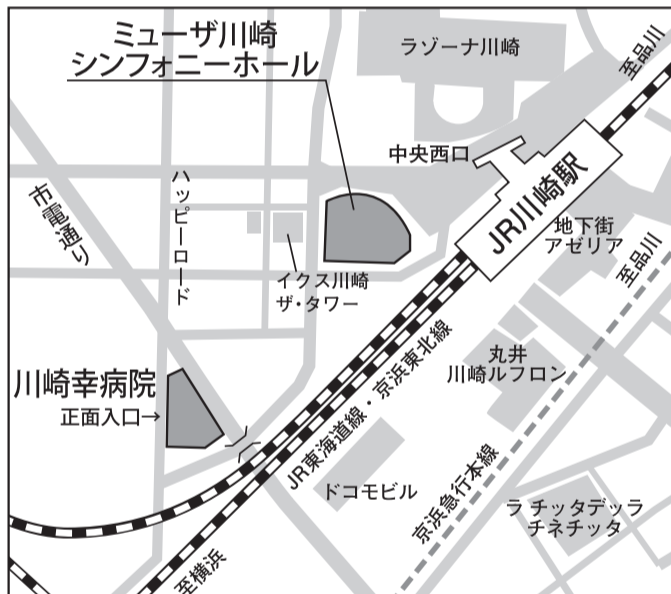 ミューザ川崎
シンフォニーホール
ラゾーナ川崎
至品川
中央西口
JR川崎駅
市電通り
ハッピーロード
地下街
アゼリア
至品川
イクス川崎
ザ・タワー
丸井
川崎ルフロン
川崎幸病院
正面入口→
JR東海道線・京浜東北線
ドコモビル
京浜急行本線
ラ チッタデッラ
チネチッタ
至横浜